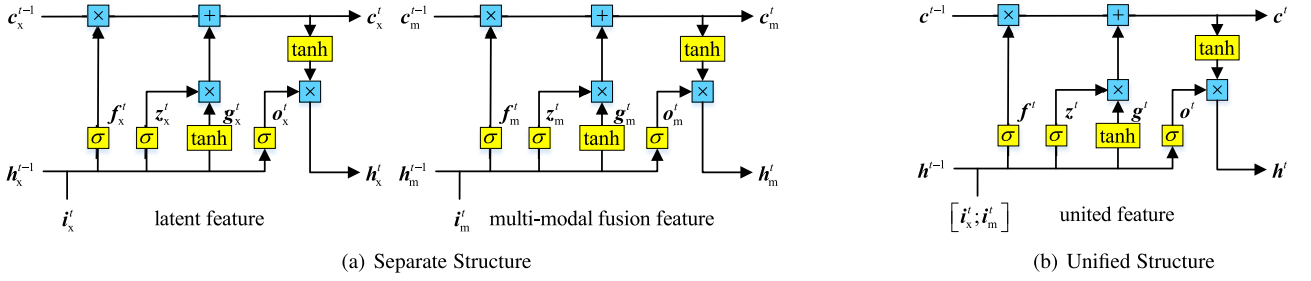 c_x^{t-1} × + c_x^t c_m^{t-1} × + c_m^t c^{t-1} × + c^t
tanh tanh tanh
× × × × × ×
f_x^t z_x^t g_x^t o_x^t f_m^t z_m^t g_m^t o_m^t f^t z^t g^t o^t
σ σ tanh σ σ σ tanh σ σ σ tanh σ
h_x^{t-1} h_x^t h_m^{t-1} h_m^t h^{t-1} h^t
i_x^t latent feature i_m^t multi-modal fusion feature [i_x^t; i_m^t] united feature
(a) Separate Structure (b) Unified Structure